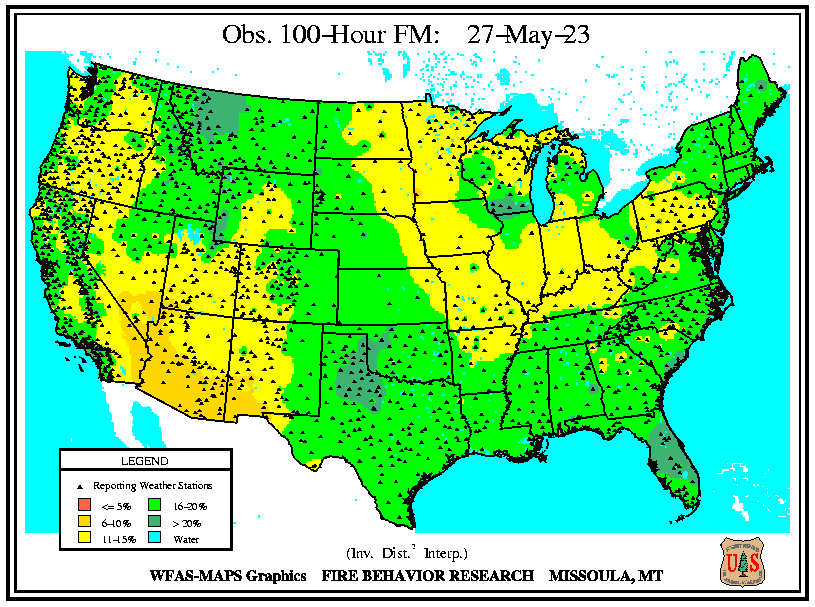 Obs. 100-Hour FM: 27-May-23
LEGEND
Reporting Weather Stations
<= 5% 16-20%
6-10% > 20%
11-15% Water
(Inv. Dist.² Interp.)
WFAS-MAPS Graphics FIRE BEHAVIOR RESEARCH MISSOULA, MT
U S